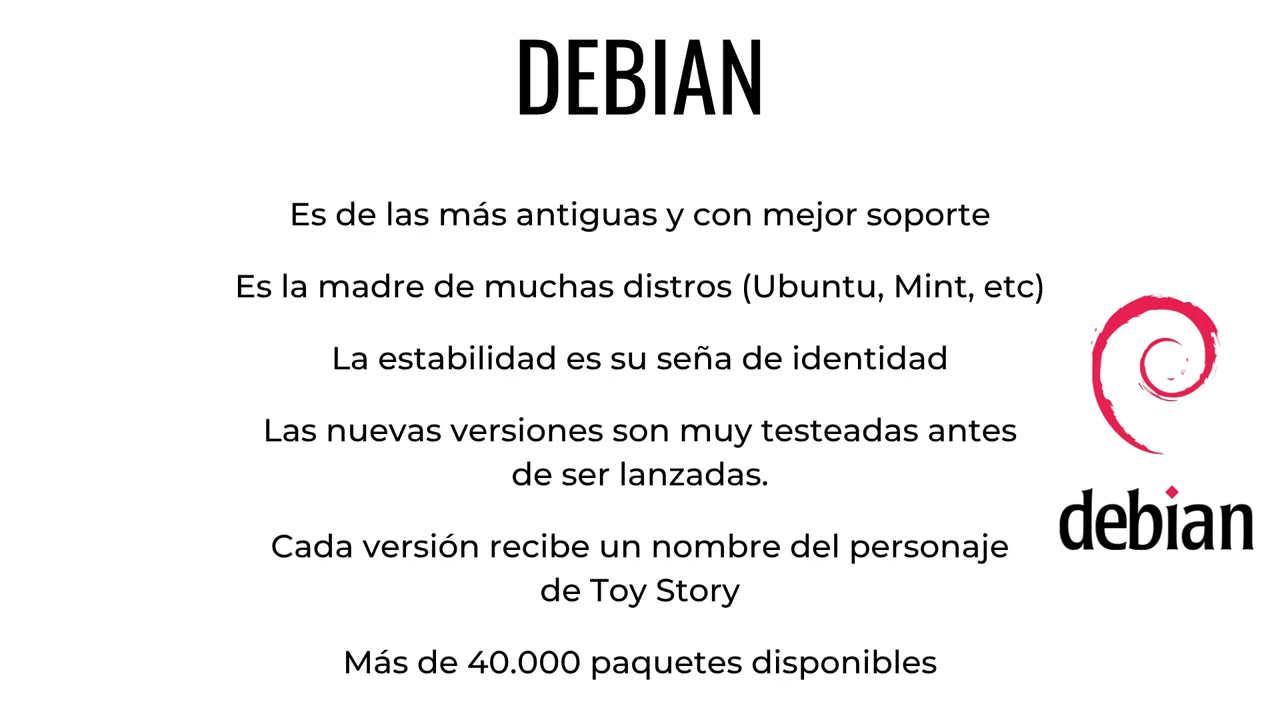 DEBIAN
Es de las más antiguas y con mejor soporte
Es la madre de muchas distros (Ubuntu, Mint, etc)
La estabilidad es su seña de identidad
Las nuevas versiones son muy testeadas antes
de ser lanzadas.
Cada versión recibe un nombre del personaje
de Toy Story
Más de 40.000 paquetes disponibles
debian